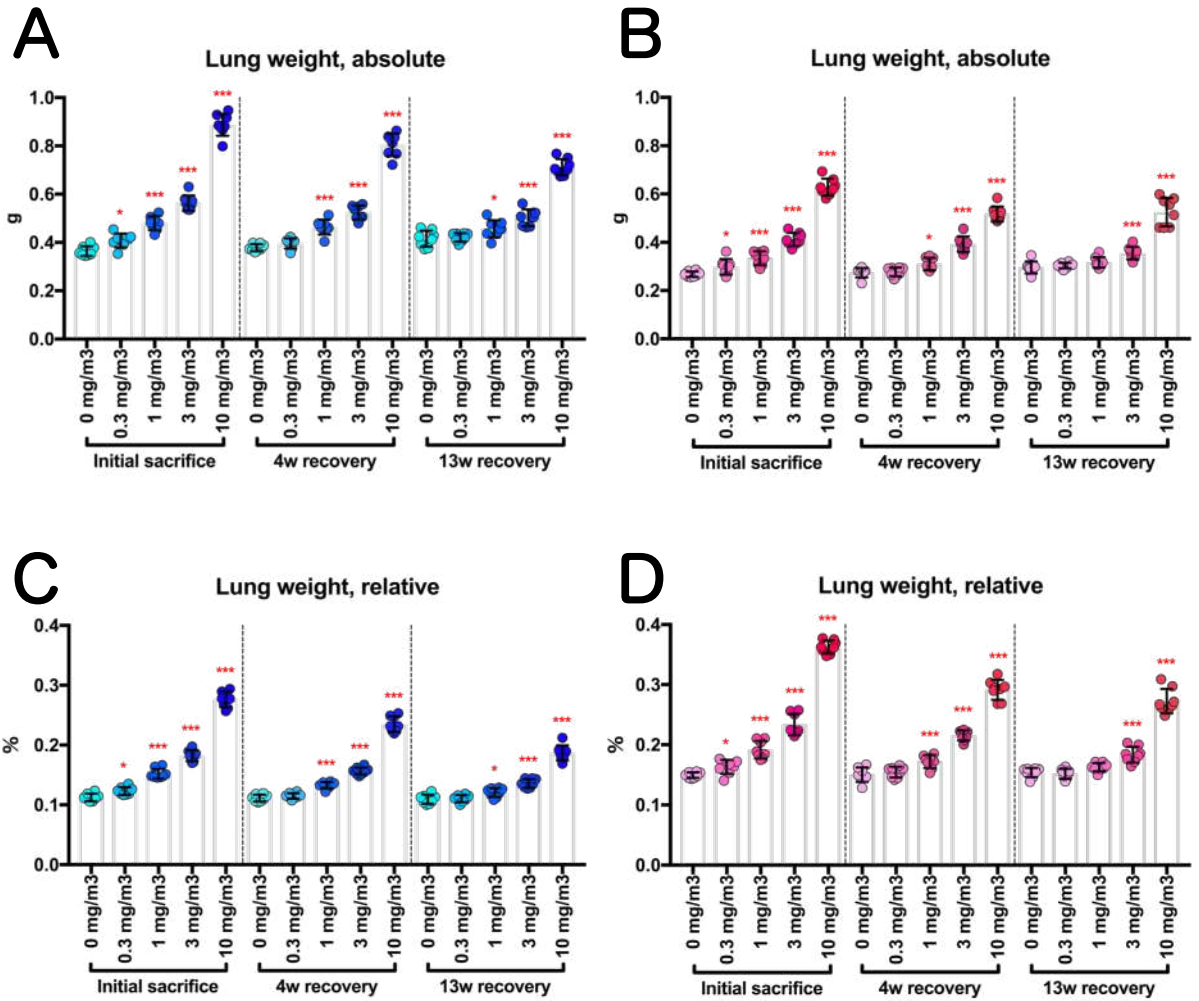 A
Lung weight, absolute
g
1.0
0.8
0.6
0.4
0.2
0.0
*
***
***
***
***
***
***
*
***
***
0 mg/m3
0.3 mg/m3
1 mg/m3
3 mg/m3
10 mg/m3
0 mg/m3
0.3 mg/m3
1 mg/m3
3 mg/m3
10 mg/m3
0 mg/m3
0.3 mg/m3
1 mg/m3
3 mg/m3
10 mg/m3
Initial sacrifice
4w recovery
13w recovery
B
Lung weight, absolute
g
1.0
0.8
0.6
0.4
0.2
0.0
*
***
***
***
*
***
***
***
***
0 mg/m3
0.3 mg/m3
1 mg/m3
3 mg/m3
10 mg/m3
0 mg/m3
0.3 mg/m3
1 mg/m3
3 mg/m3
10 mg/m3
0 mg/m3
0.3 mg/m3
1 mg/m3
3 mg/m3
10 mg/m3
Initial sacrifice
4w recovery
13w recovery
C
Lung weight, relative
%
0.4
0.3
0.2
0.1
0.0
*
***
***
***
***
***
***
*
***
***
0 mg/m3
0.3 mg/m3
1 mg/m3
3 mg/m3
10 mg/m3
0 mg/m3
0.3 mg/m3
1 mg/m3
3 mg/m3
10 mg/m3
0 mg/m3
0.3 mg/m3
1 mg/m3
3 mg/m3
10 mg/m3
Initial sacrifice
4w recovery
13w recovery
D
Lung weight, relative
%
0.4
0.3
0.2
0.1
0.0
*
***
***
***
***
***
***
***
***
0 mg/m3
0.3 mg/m3
1 mg/m3
3 mg/m3
10 mg/m3
0 mg/m3
0.3 mg/m3
1 mg/m3
3 mg/m3
10 mg/m3
0 mg/m3
0.3 mg/m3
1 mg/m3
3 mg/m3
10 mg/m3
Initial sacrifice
4w recovery
13w recovery